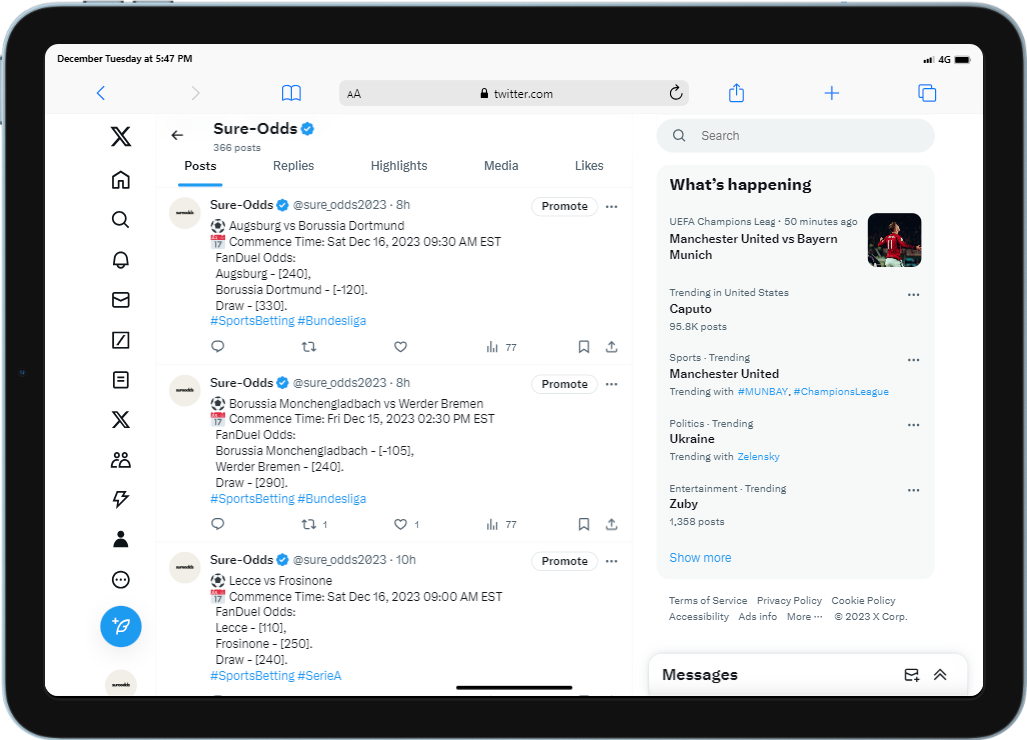 December Tuesday at 5:47 PM
4G
AA
twitter.com
Sure-Odds
366 posts
Posts
Replies
Highlights
Media
Likes
Sure-Odds @sure_odds2023 · 8h
Promote
Augsburg vs Borussia Dortmund
17 Commence Time: Sat Dec 16, 2023 09:30 AM EST
FanDuel Odds:
Augsburg - [240],
Borussia Dortmund - [-120].
Draw - [330].
#SportsBetting #Bundesliga
77
Sure-Odds @sure_odds2023 · 8h
Promote
Borussia Monchengladbach vs Werder Bremen
17 Commence Time: Fri Dec 15, 2023 02:30 PM EST
FanDuel Odds:
Borussia Monchengladbach - [-105],
Werder Bremen - [240].
Draw - [290].
#SportsBetting #Bundesliga
1
1
77
Sure-Odds @sure_odds2023 · 10h
Promote
Lecce vs Frosinone
17 Commence Time: Sat Dec 16, 2023 09:00 AM EST
FanDuel Odds:
Lecce - [110],
Frosinone - [250].
Draw - [240].
#SportsBetting #SerieA
Search
What's happening
UEFA Champions Leag · 50 minutes ago
Manchester United vs Bayern
Munich
Trending in United States
Caputo
95.8K posts
Sports · Trending
Manchester United
Trending with #MUNBAY, #ChampionsLeague
Politics · Trending
Ukraine
Trending with Zelensky
Entertainment · Trending
Zuby
1,358 posts
Show more
Terms of Service Privacy Policy Cookie Policy
Accessibility Ads info More ··· © 2023 X Corp.
Messages